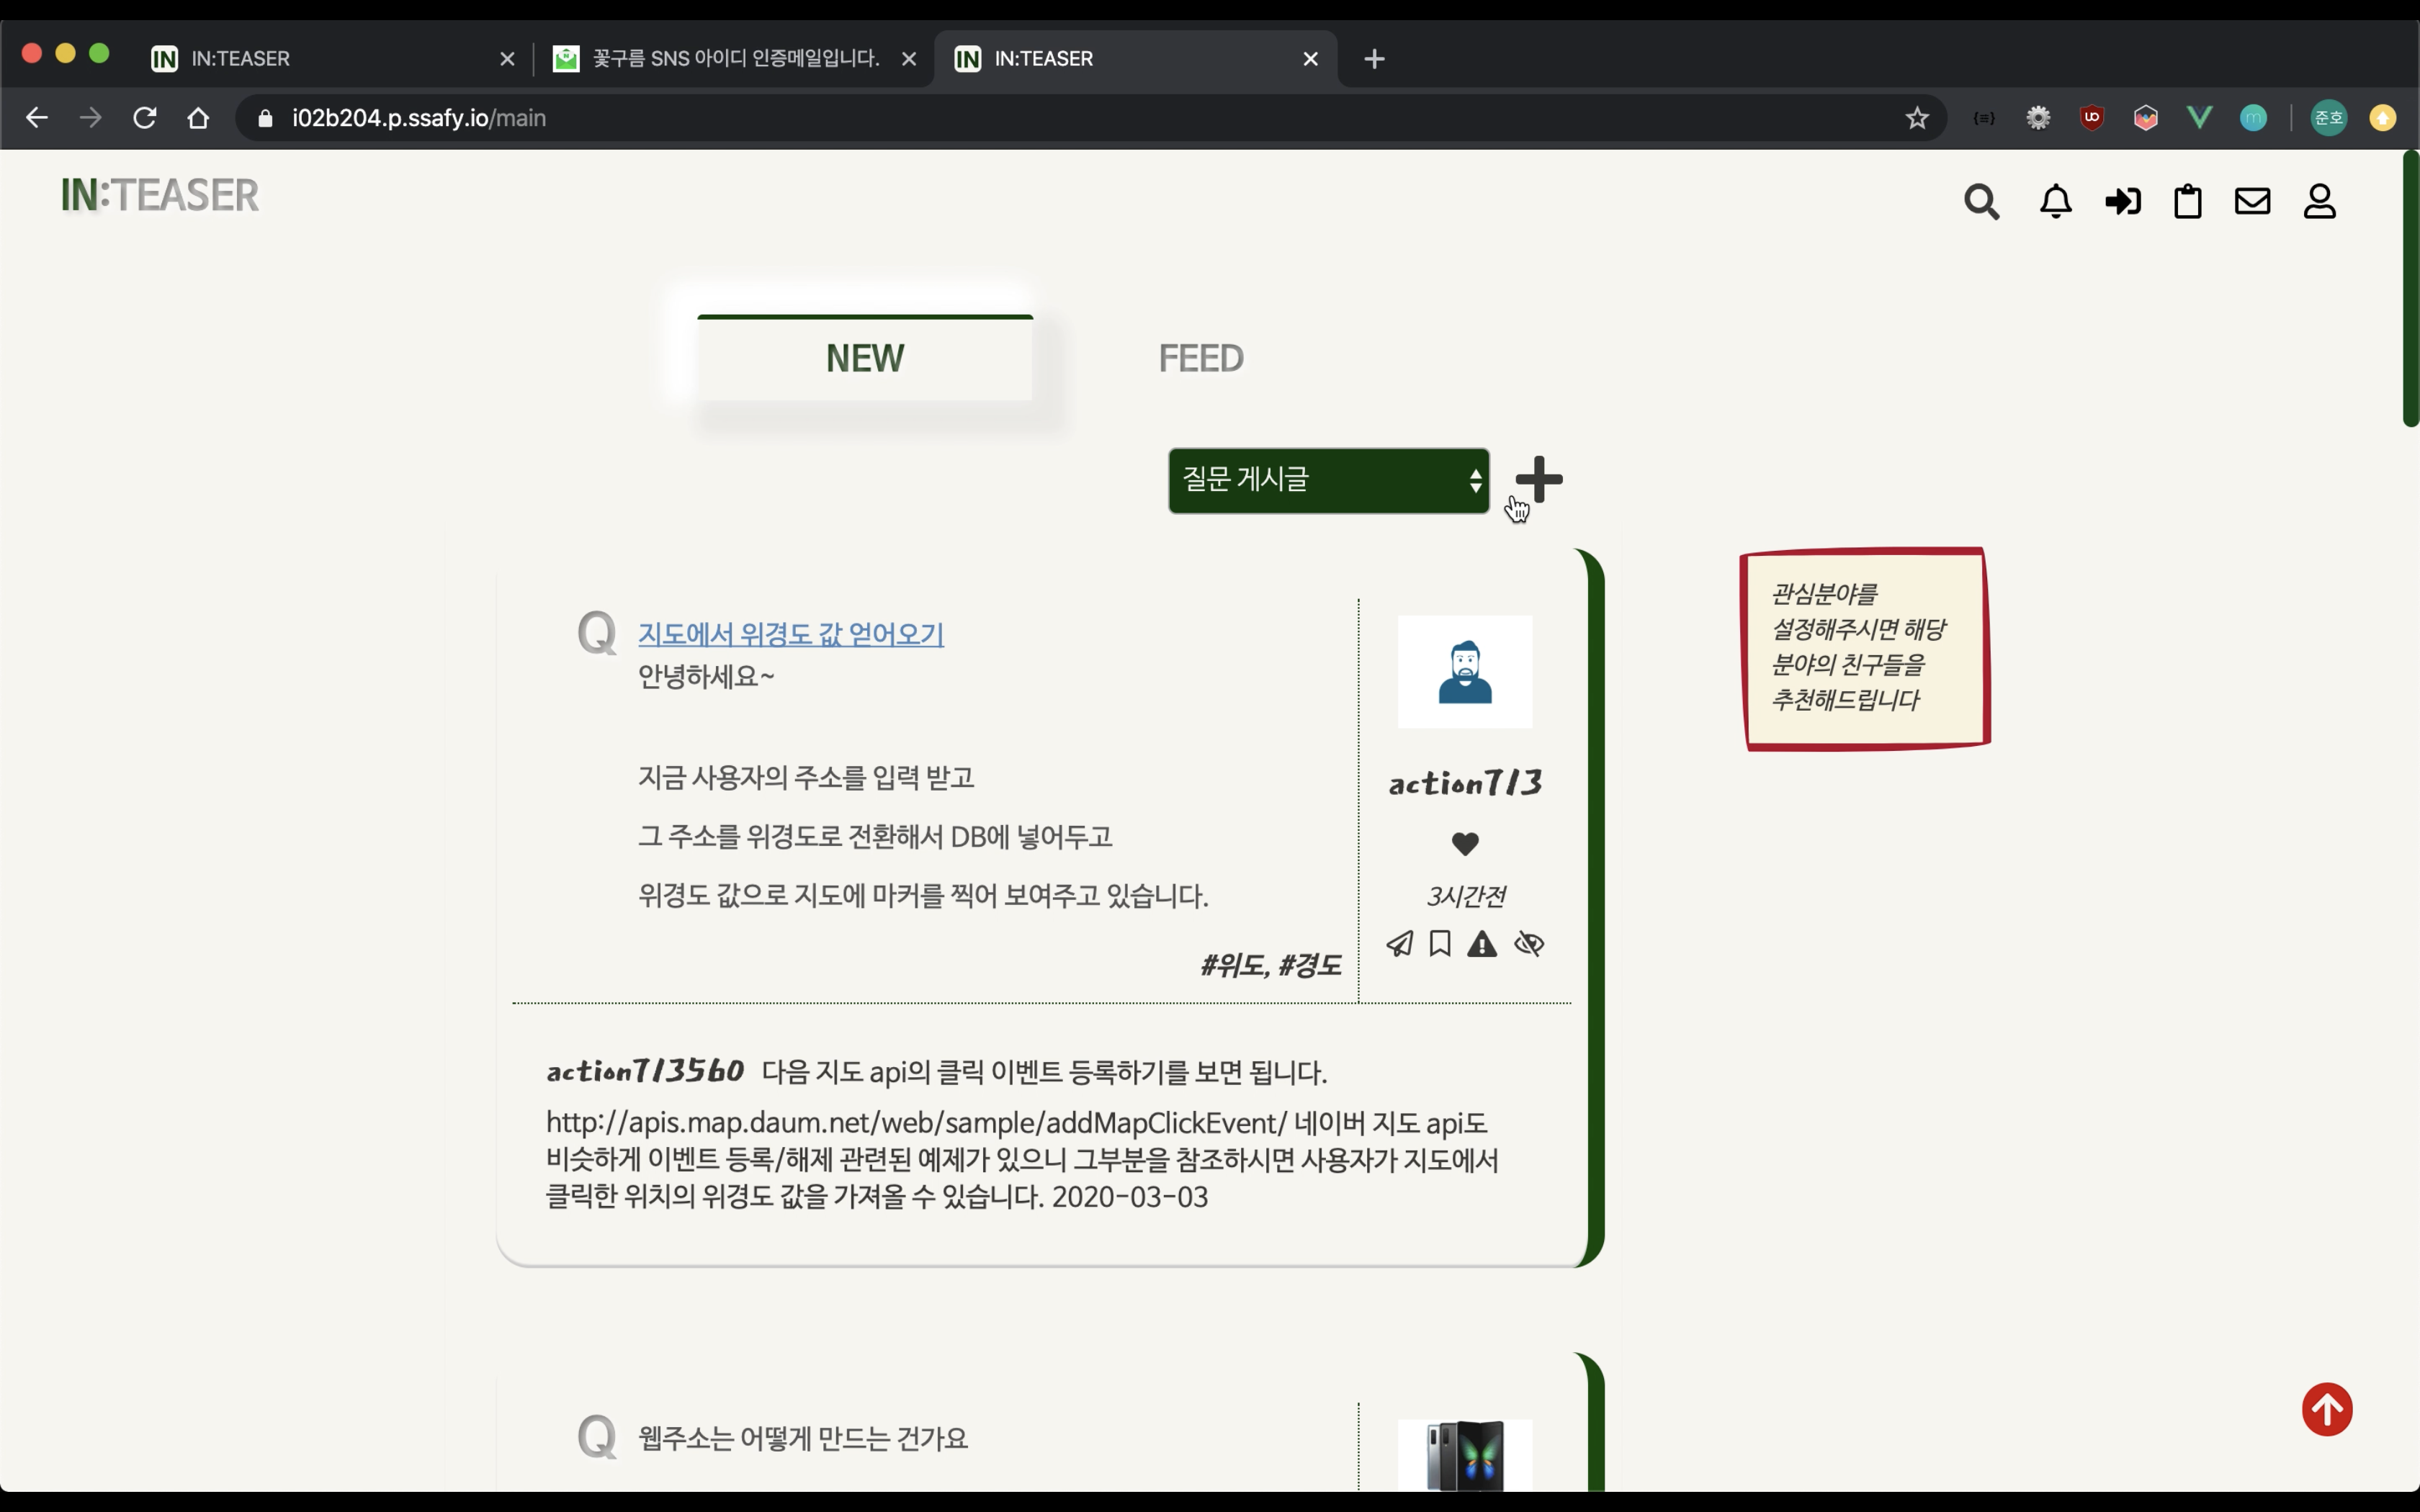 IN IN:TEASER
꽃구름 SNS 아이디 인증메일입니다.
IN IN:TEASER
i02b204.p.ssafy.io/main
준호
IN:TEASER
NEW
FEED
질문 게시글
Q 지도에서 위경도 값 얻어오기
안녕하세요~
지금 사용자의 주소를 입력 받고
그 주소를 위경도로 전환해서 DB에 넣어두고
위경도 값으로 지도에 마커를 찍어 보여주고 있습니다.
#위도, #경도
action713
3시간전
관심분야를
설정해주시면 해당
분야의 친구들을
추천해드립니다
action713560 다음 지도 api의 클릭 이벤트 등록하기를 보면 됩니다.
http://apis.map.daum.net/web/sample/addMapClickEvent/ 네이버 지도 api도
비슷하게 이벤트 등록/해제 관련된 예제가 있으니 그부분을 참조하시면 사용자가 지도에서
클릭한 위치의 위경도 값을 가져올 수 있습니다. 2020-03-03
Q 웹주소는 어떻게 만드는 건가요